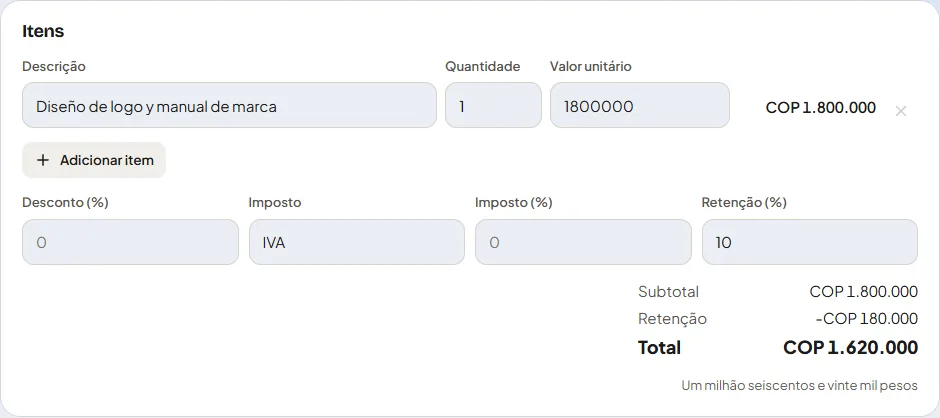 Itens
Descrição Quantidade Valor unitário
Diseño de logo y manual de marca 1 1800000 COP 1.800.000 ×
+ Adicionar item
Desconto (%) Imposto Imposto (%) Retenção (%)
0 IVA 0 10
Subtotal COP 1.800.000
Retenção -COP 180.000
Total COP 1.620.000
Um milhão seiscentos e vinte mil pesos